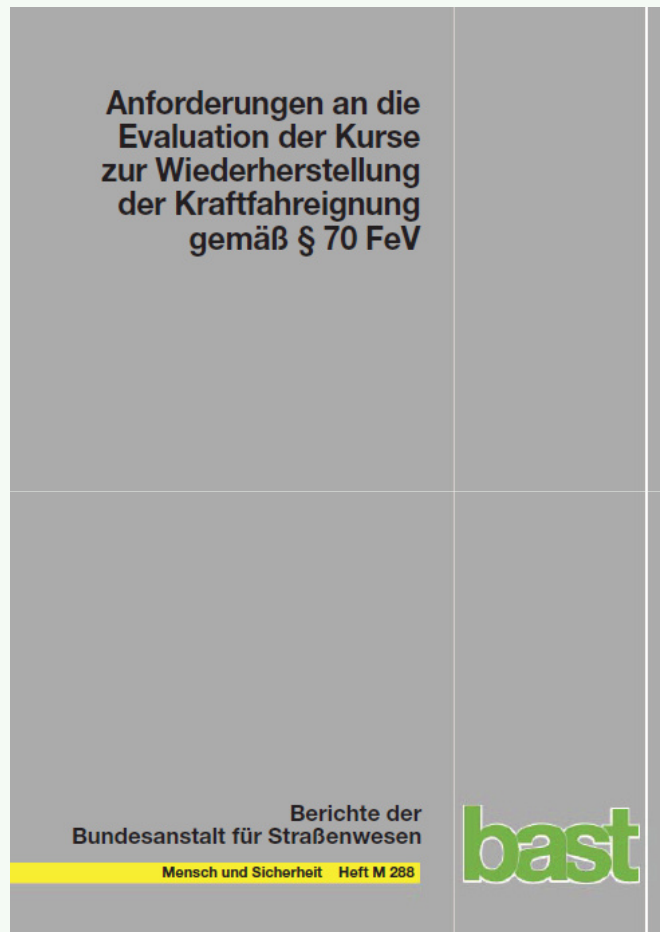 Anforderungen an die
Evaluation der Kurse
zur Wiederherstellung
der Kraftfahreignung
gemäß § 70 FeV
Berichte der
Bundesanstalt für Straßenwesen
Mensch und Sicherheit Heft M 288
bast